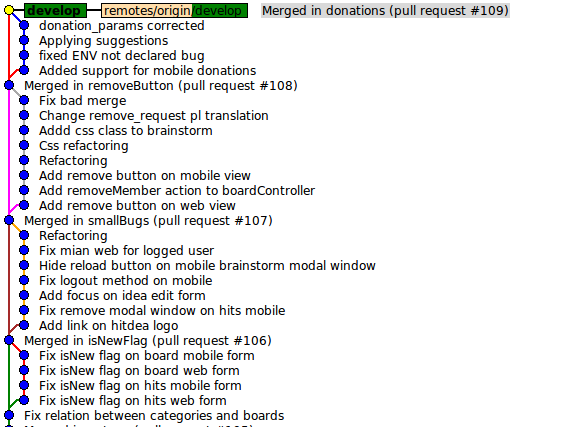 develop remotes/origin/develop Merged in donations (pull request #109)
donation_params corrected
Applying suggestions
fixed ENV not declared bug
Added support for mobile donations
Merged in removeButton (pull request #108)
Fix bad merge
Change remove_request pl translation
Addd css class to brainstorm
Css refactoring
Refactoring
Add remove button on mobile view
Add removeMember action to boardController
Add remove button on web view
Merged in smallBugs (pull request #107)
Refactoring
Fix mian web for logged user
Hide reload button on mobile brainstorm modal window
Fix logout method on mobile
Add focus on idea edit form
Fix remove modal window on hits mobile
Add link on hitdea logo
Merged in isNewFlag (pull request #106)
Fix isNew flag on board mobile form
Fix isNew flag on board web form
Fix isNew flag on hits mobile form
Fix isNew flag on hits web form
Fix relation between categories and boards